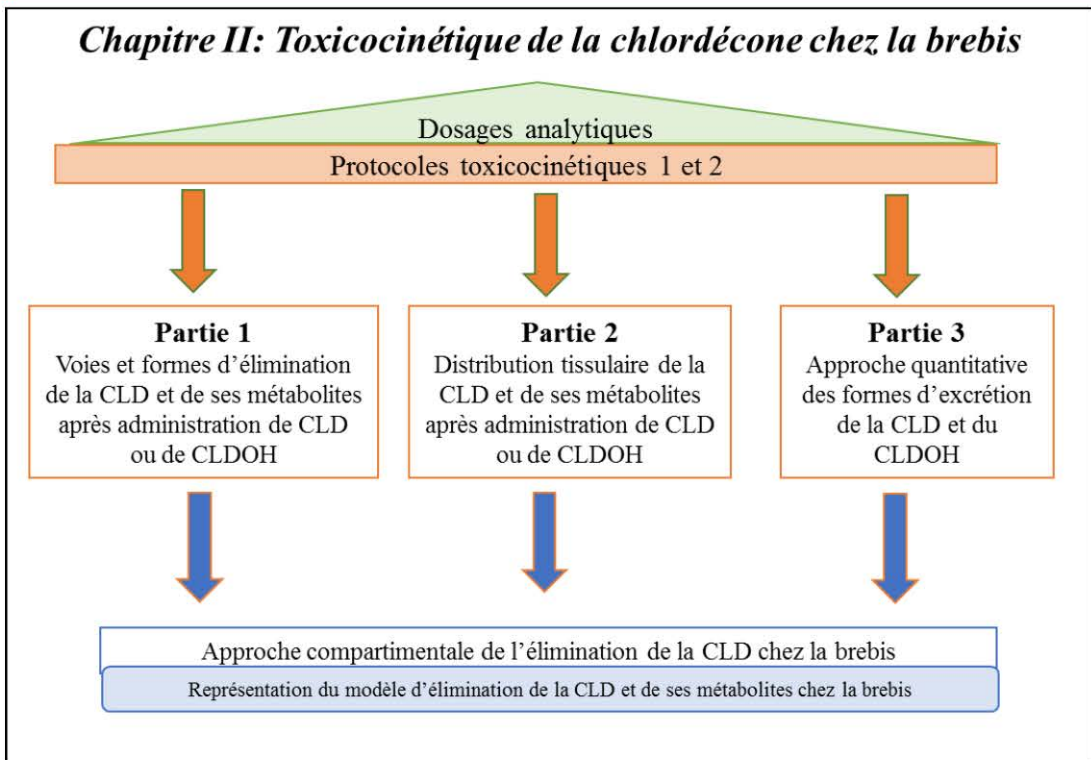 Chapitre II: Toxicocinétique de la chlordécone chez la brebis
Dosages analytiques
Protocoles toxicocinétiques 1 et 2
Partie 1
Voies et formes d’élimination
de la CLD et de ses métabolites
après administration de CLD
ou de CLDOH
Partie 2
Distribution tissulaire de la
CLD et de ses métabolites
après administration de CLD
ou de CLDOH
Partie 3
Approche quantitative
des formes d’excrétion
de la CLD et du
CLDOH
Approche compartimentale de l’élimination de la CLD chez la brebis
Représentation du modèle d’élimination de la CLD et de ses métabolites chez la brebis